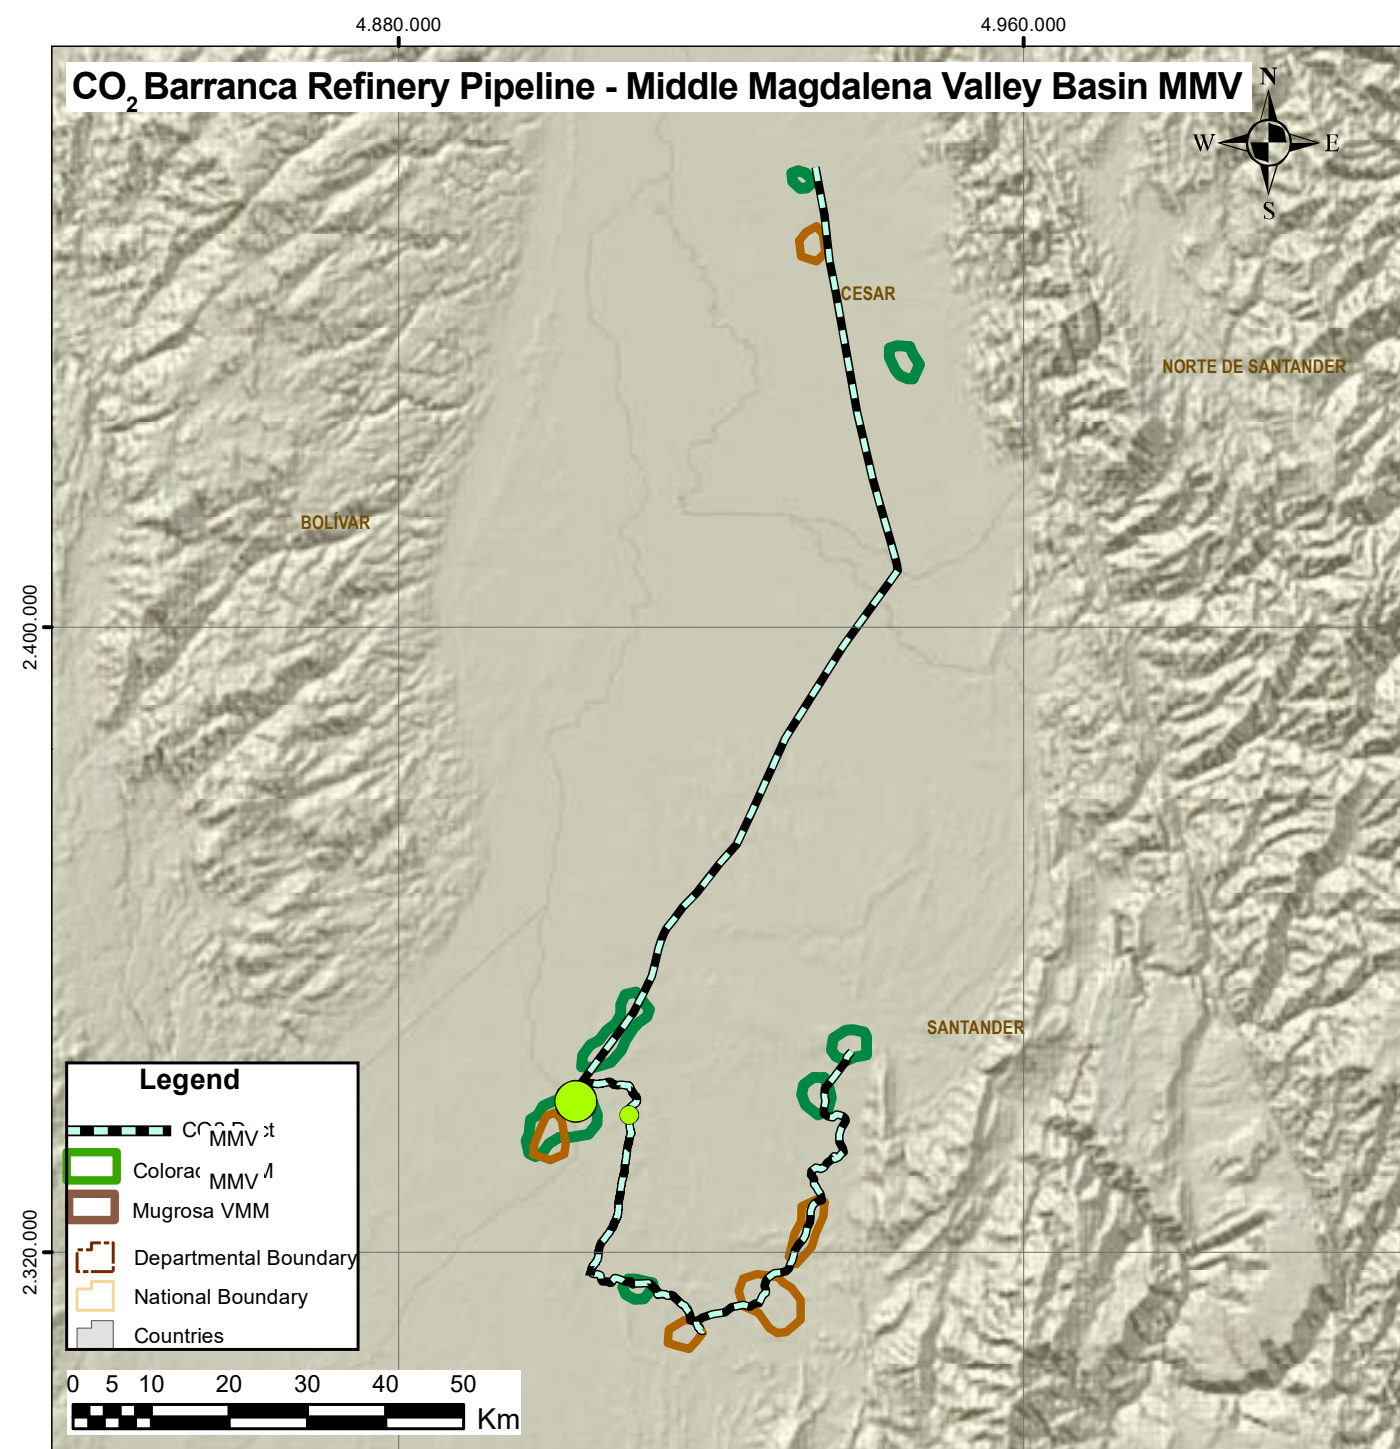 4.880.000 4.960.000
CO2 Barranca Refinery Pipeline - Middle Magdalena Valley Basin MMV
N
W E
S
CESAR
NORTE DE SANTANDER
BOLÍVAR
2.400.000
SANTANDER
2.320.000
Legend
MMV
MMV
Mugrosa VMM
Departmental Boundary
National Boundary
Countries
0 5 10 20 30 40 50
Km